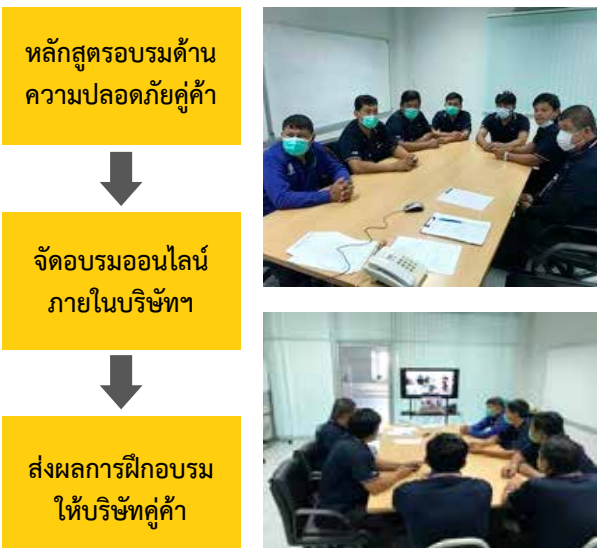 หลักสูตรอบรมด้าน
ความปลอดภัยคู่ค้า
จัดอบรมออนไลน์
ภายในบริษัทฯ
ส่งผลการฝึกอบรม
ให้บริษัทคู่ค้า